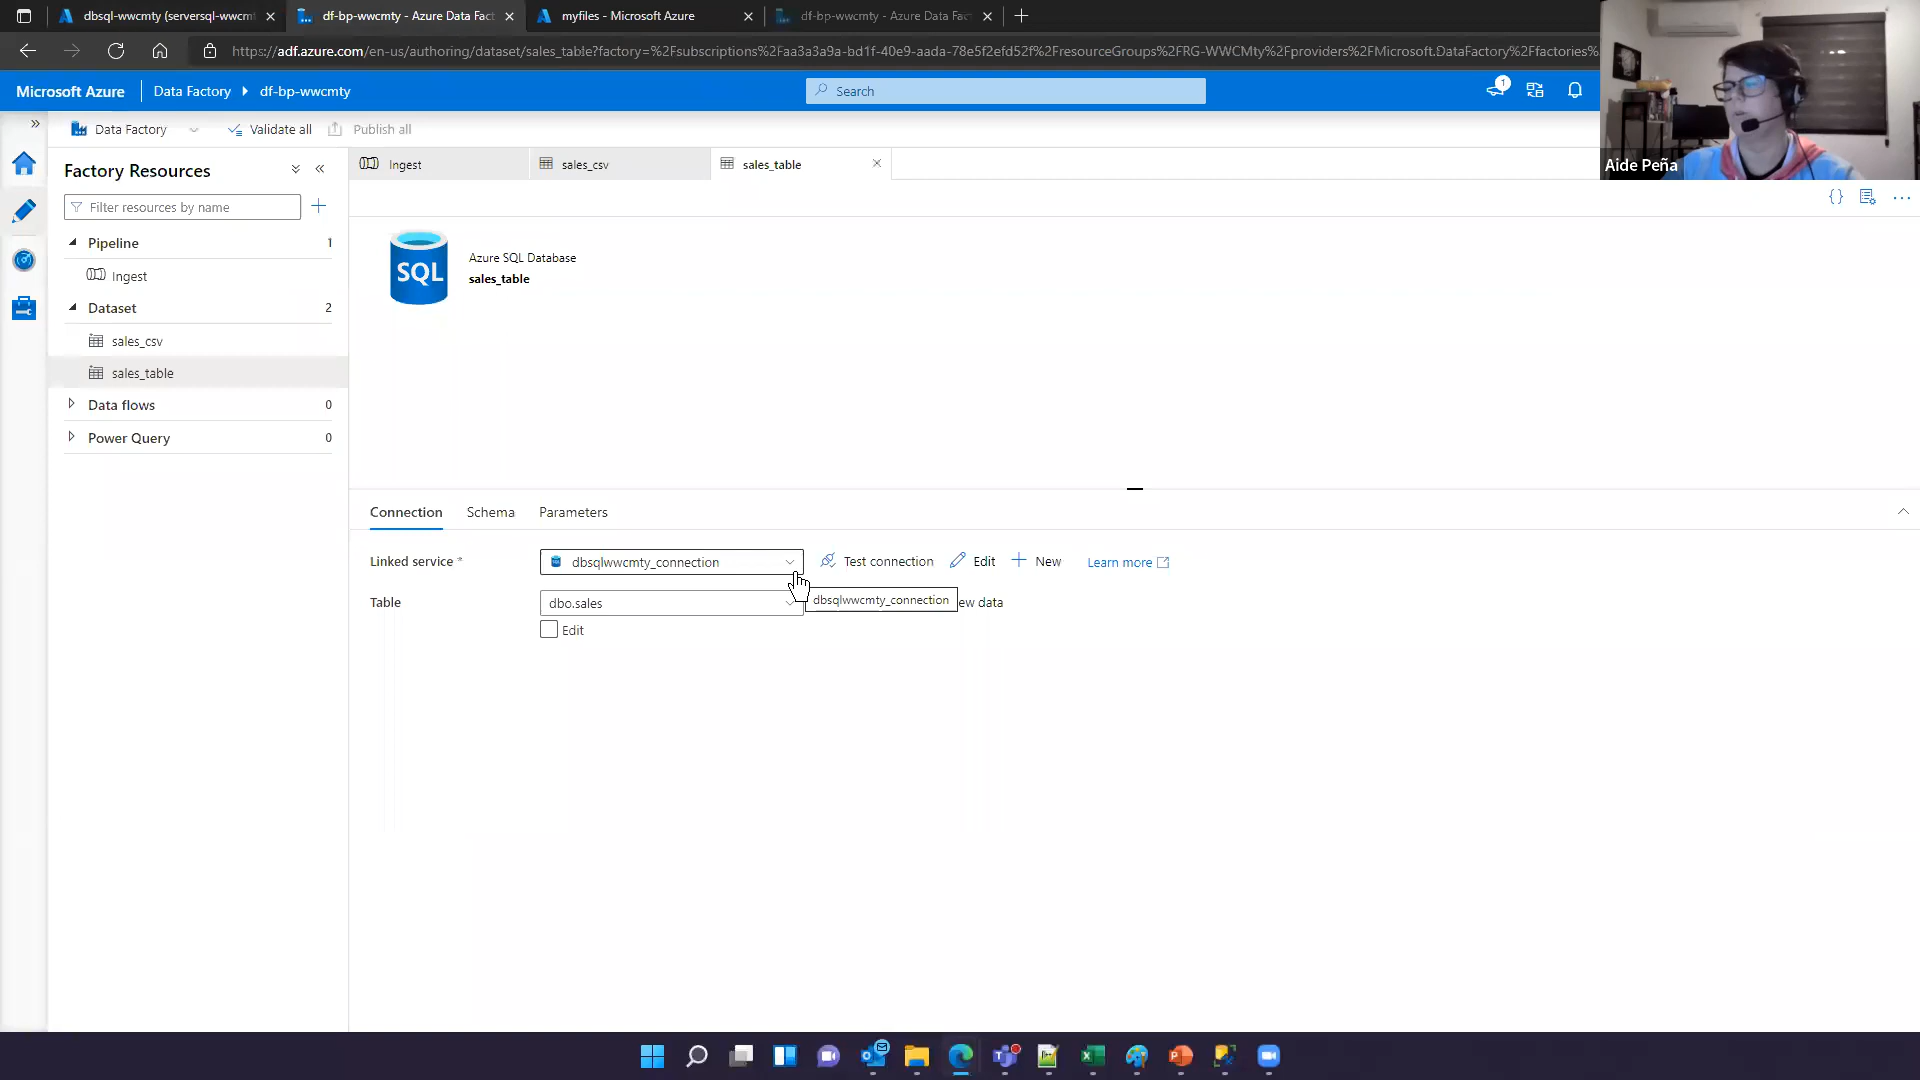 dbsql-wwcmty (serversql-wwcm
df-bp-wwcmty - Azure Data Fact
myfiles - Microsoft Azure
df-bp-wwcmty - Azure Data Fact
https://adf.azure.com/en-us/authoring/dataset/sales_table?factory=%2Fsubscriptions%2Faa3a3a9a-bd1f-40e9-aada-78e5f2efd52f%2FresourceGroups%2FRG-WWCMty%2Fproviders%2FMicrosoft.DataFactory%2Ffactories%
Microsoft Azure
Data Factory
df-bp-wwcmty
Search
1
Aide Peña
Data Factory
Validate all
Publish all
Factory Resources
Filter resources by name
Pipeline 1
Ingest
Dataset 2
sales_csv
sales_table
Data flows 0
Power Query 0
Ingest
sales_csv
sales_table
SQL
Azure SQL Database
sales_table
Connection
Schema
Parameters
Linked service *
dbsqlwwcmty_connection
Test connection
Edit
New
Learn more
Table
dbo.sales
dbsqlwwcmty_connection
ew data
Edit